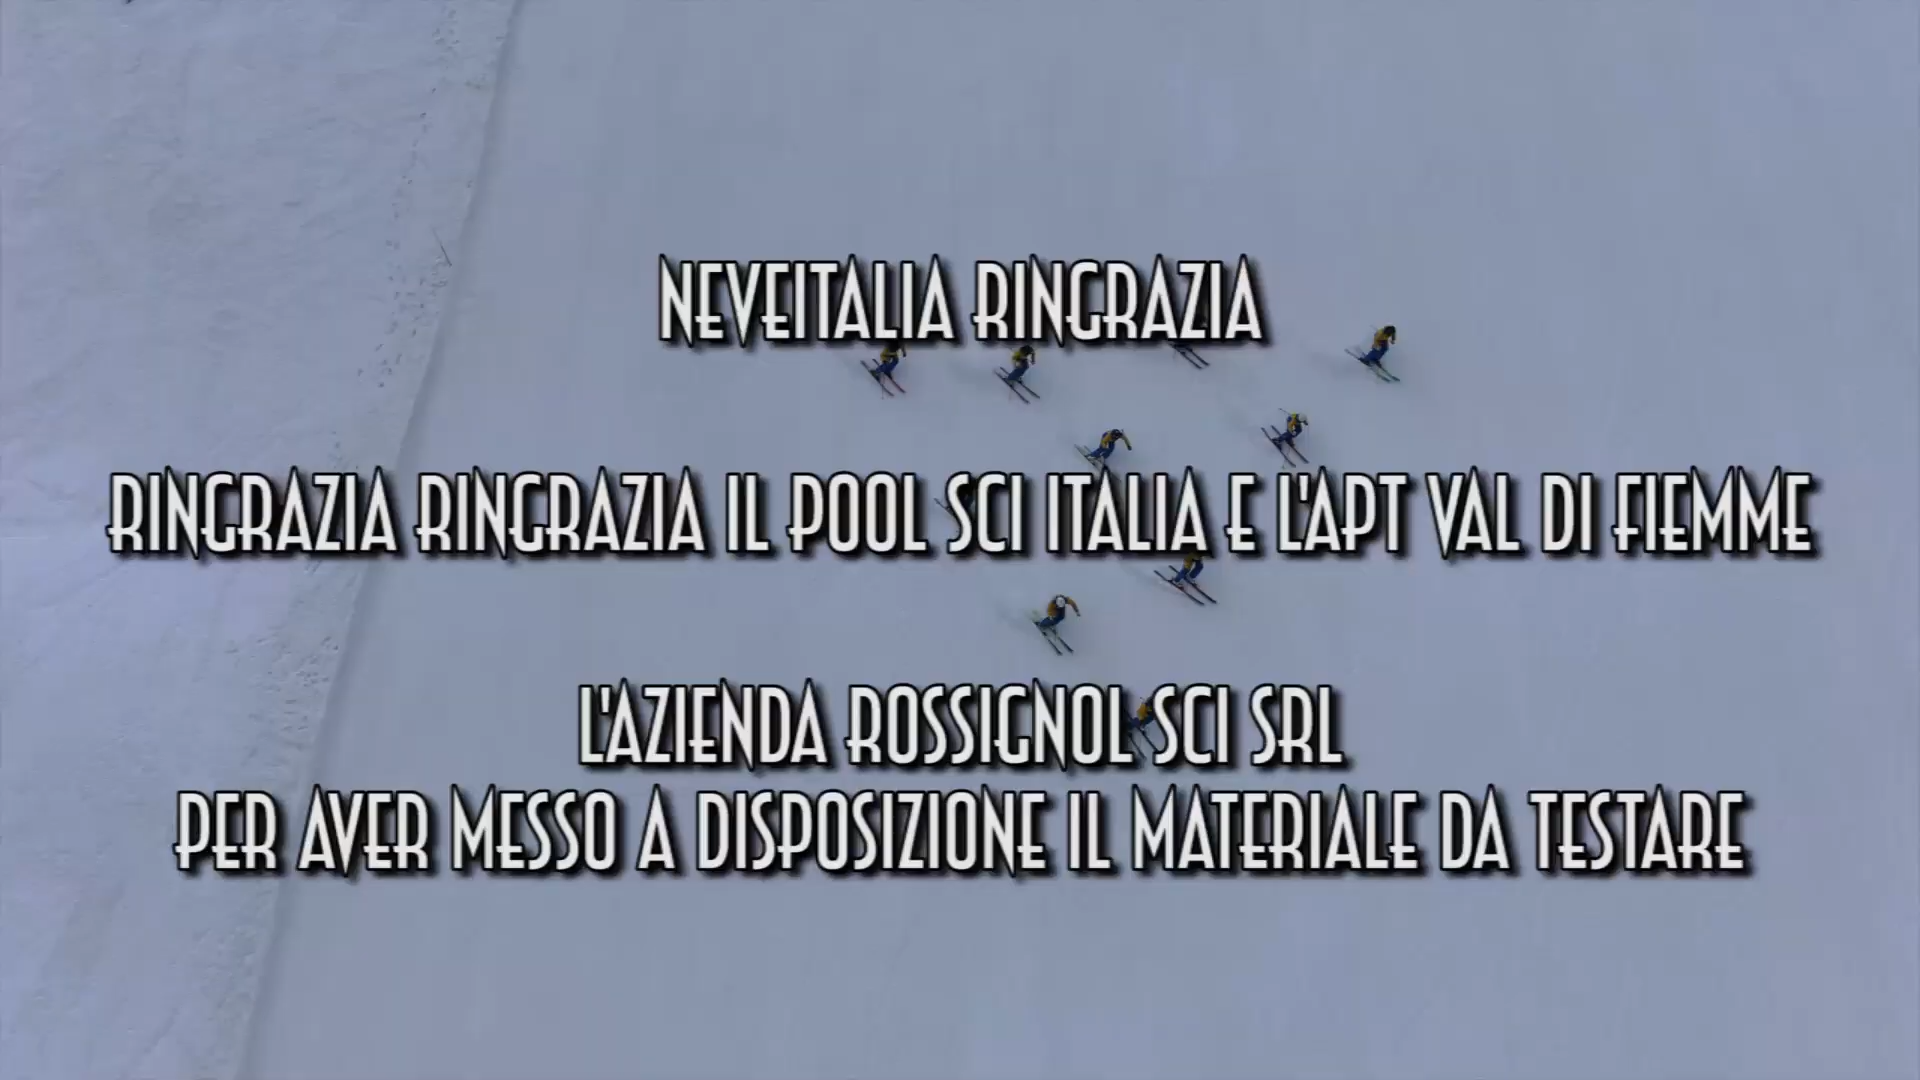 NEVEITALIA RINGRAZIA
RINGRAZIA RINGRAZIA IL POOL SCI ITALIA E L'APT VAL DI FIEMME
L'AZIENDA ROSSIGNOL SCI SRL
PER AVER MESSO A DISPOSIZIONE IL MATERIALE DA TESTARE